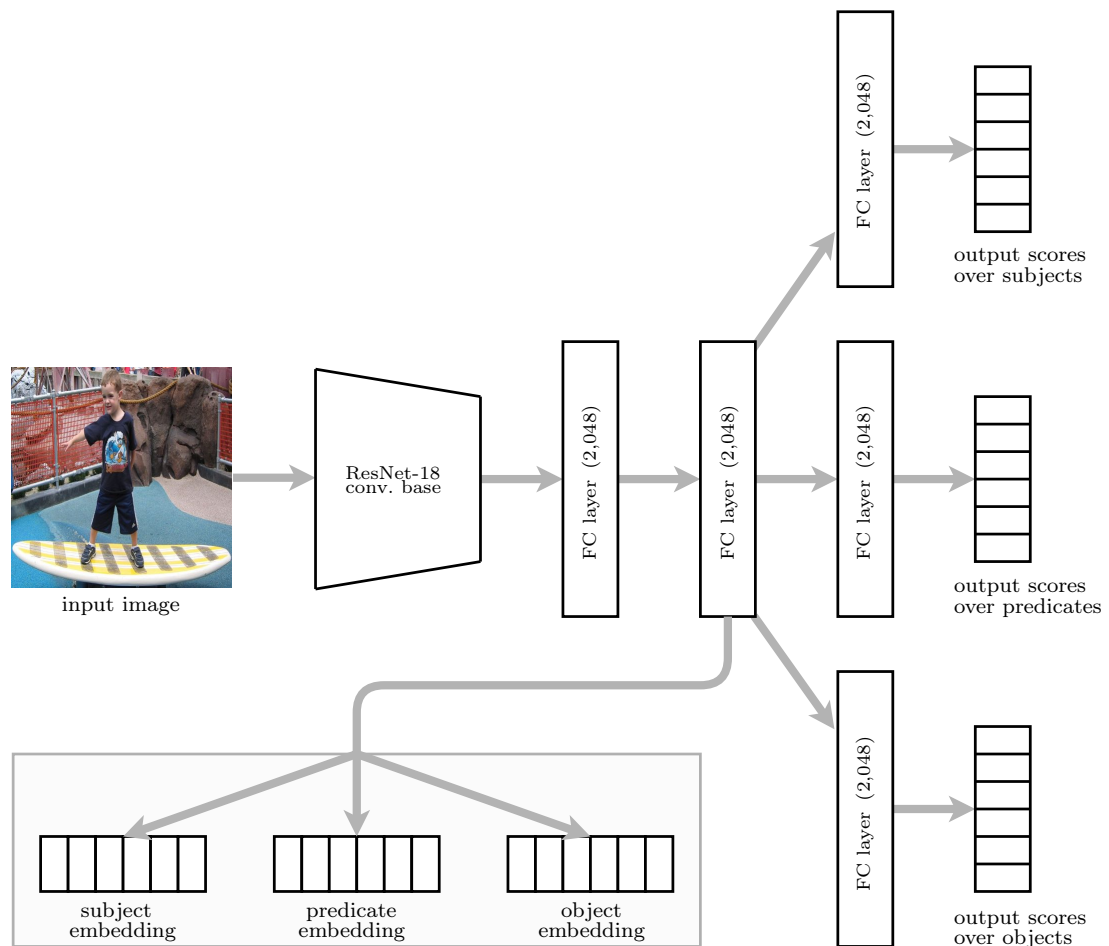 FC layer (2,048)
output scores
over subjects
input image
ResNet-18
conv. base
FC layer (2,048)
FC layer (2,048)
FC layer (2,048)
output scores
over predicates
subject
embedding
predicate
embedding
object
embedding
FC layer (2,048)
output scores
over objects